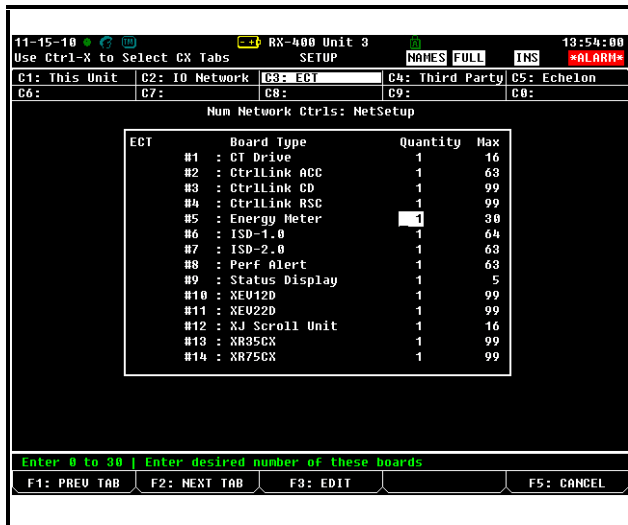 11-15-10 TM RX-400 Unit 3 13:54:00
Use Ctrl-X to Select CX Tabs SETUP NAMES FULL INS *ALARM*
C1: This Unit C2: IO Network C3: ECT C4: Third Party C5: Echelon
C6: C7: C8: C9: C0:
Num Network Ctrls: NetSetup
ECT Board Type Quantity Max
#1 : CT Drive 1 16
#2 : CtrlLink ACC 1 63
#3 : CtrlLink CD 1 99
#4 : CtrlLink RSC 1 99
#5 : Energy Meter 1 30
#6 : ISD-1.0 1 64
#7 : ISD-2.0 1 63
#8 : Perf Alert 1 63
#9 : Status Display 1 5
#10 : XEV12D 1 99
#11 : XEV22D 1 99
#12 : XJ Scroll Unit 1 16
#13 : XR35CX 1 99
#14 : XR75CX 1 99
Enter 0 to 30 | Enter desired number of these boards
F1: PREV TAB F2: NEXT TAB F3: EDIT F5: CANCEL